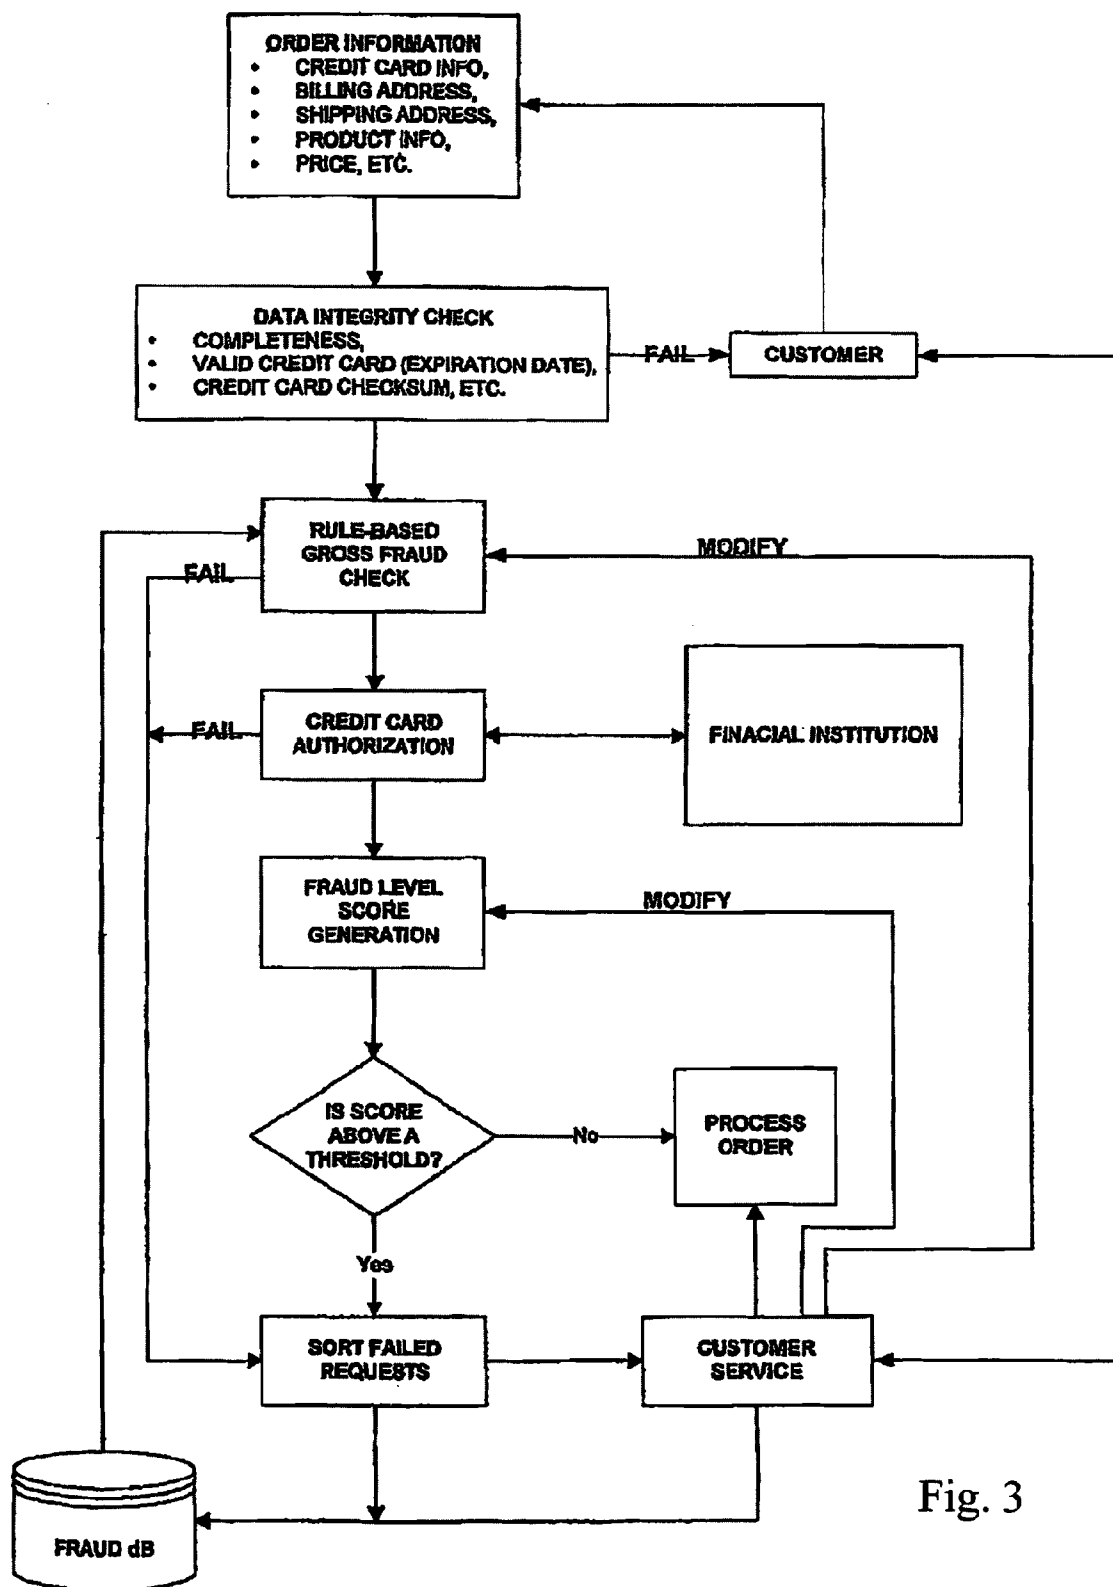 ORDER INFORMATION
• CREDIT CARD INFO,
• BILLING ADDRESS,
• SHIPPING ADDRESS,
• PRODUCT INFO,
• PRICE, ETC.
DATA INTEGRITY CHECK
• COMPLETENESS,
• VALID CREDIT CARD (EXPIRATION DATE),
• CREDIT CARD CHECKSUM, ETC.
FAIL
CUSTOMER
RULE-BASED
GROSS FRAUD
CHECK
MODIFY
FAIL
CREDIT CARD
AUTHORIZATION
FAIL
FINACIAL INSTITUTION
FRAUD LEVEL
SCORE
GENERATION
MODIFY
IS SCORE
ABOVE A
THRESHOLD?
No
PROCESS
ORDER
Yes
SORT FAILED
REQUESTS
CUSTOMER
SERVICE
FRAUD dB
Fig. 3